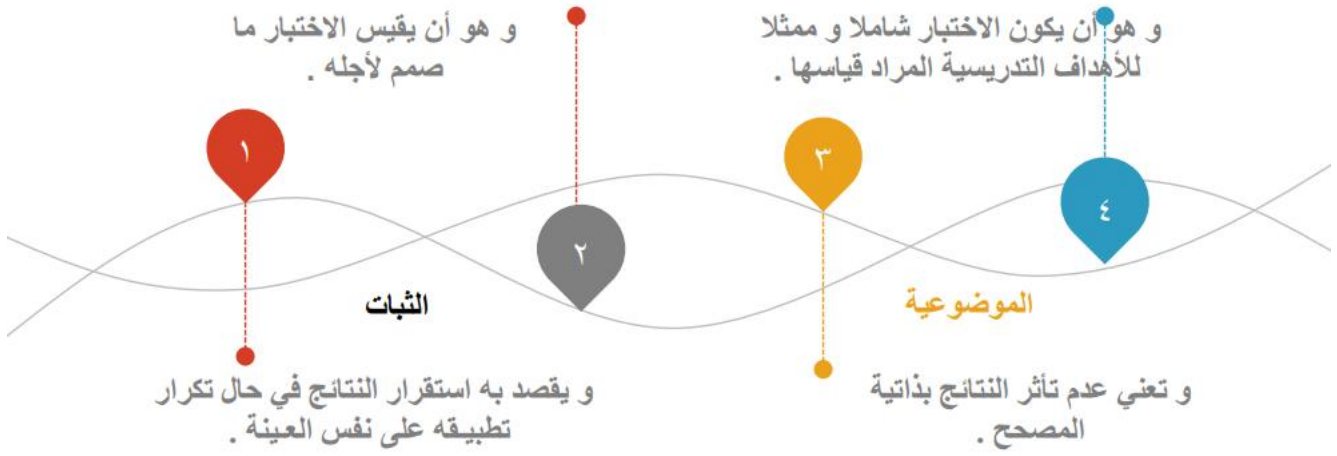 و هو أن يقيس الاختبار ما
صمم لأجله .
و هو أن يكون الاختبار شاملا و ممثلا
للأهداف التدريسية المراد قياسها .
١
٢
٣
٤
الثبات
الموضوعية
و يقصد به استقرار النتائج في حال تكرار
تطبيقه على نفس العينة .
و تعني عدم تأثر النتائج بذاتية
المصحح .